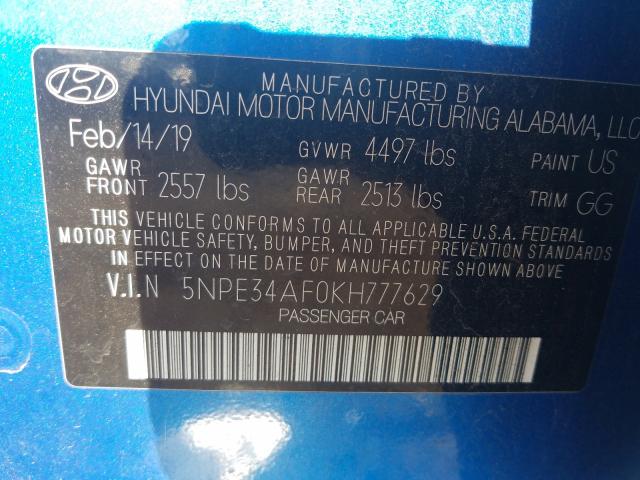 MANUFACTURED BY
HYUNDAI MOTOR MANUFACTURING ALABAMA, LLC
Feb/14/19 GVWR 4497 lbs PAINT US
GAWR FRONT 2557 lbs GAWR REAR 2513 lbs TRIM GG
THIS VEHICLE CONFORMS TO ALL APPLICABLE U.S.A. FEDERAL
MOTOR VEHICLE SAFETY, BUMPER, AND THEFT PREVENTION STANDARDS
IN EFFECT ON THE DATE OF MANUFACTURE SHOWN ABOVE
V.I.N 5NPE34AF0KH777629
PASSENGER CAR